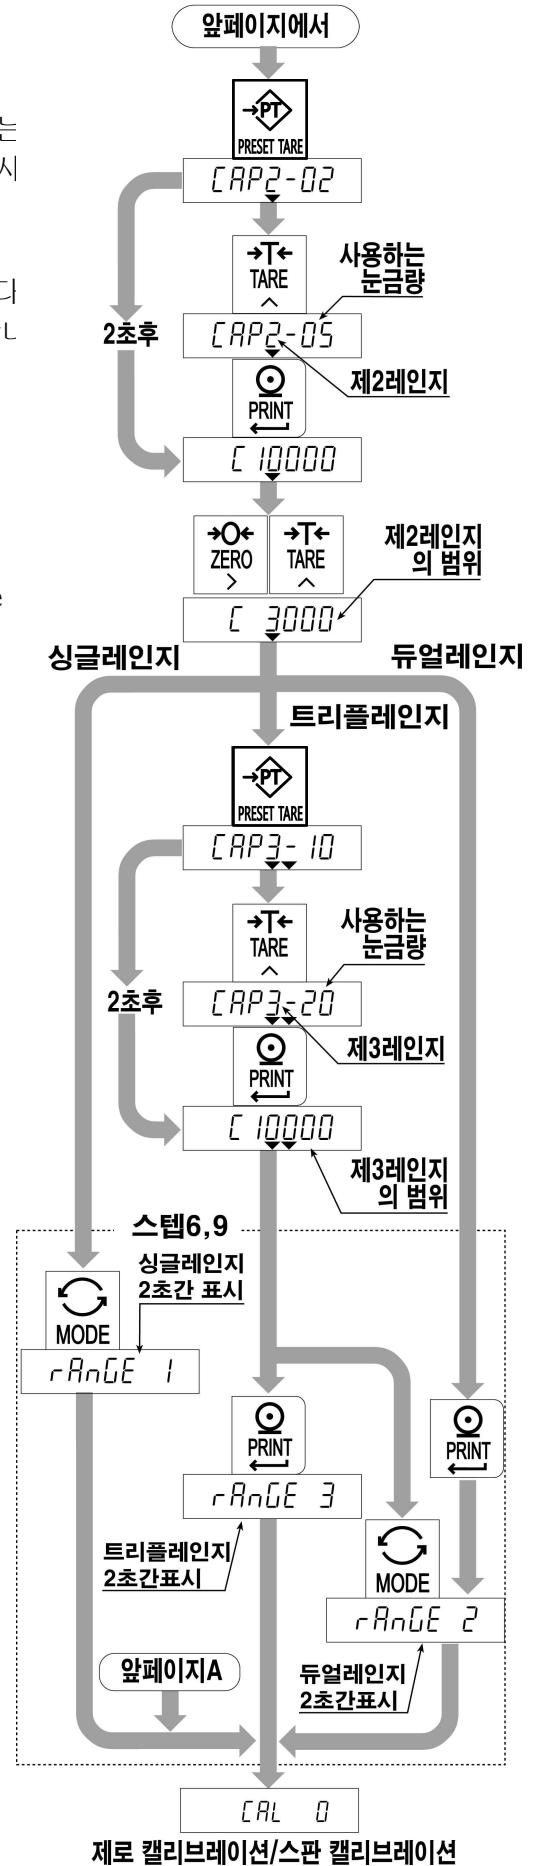 앞페이지에서
는
PT
PRESET TARE
CAP2-02
T
TARE
사용하는
눈금량
다
2초후
CAP2-05
제2레인지
PRINT
C 10000
0
ZERO
T
TARE
제2레인지
의 범위
e
C 3000
싱글레인지
듀얼레인지
트리플레인지
PT
PRESET TARE
CAP3-10
T
TARE
사용하는
눈금량
2초후
CAP3-20
제3레인지
PRINT
C 10000
제3레인지
의 범위
스텝6,9
싱글레인지
2초간 표시
MODE
rAnGE 1
PRINT
PRINT
rAnGE 3
트리플레인지
2초간표시
MODE
rAnGE 2
앞페이지A
듀얼레인지
2초간표시
CAL 0
제로 캘리브레이션/스판 캘리브레이션